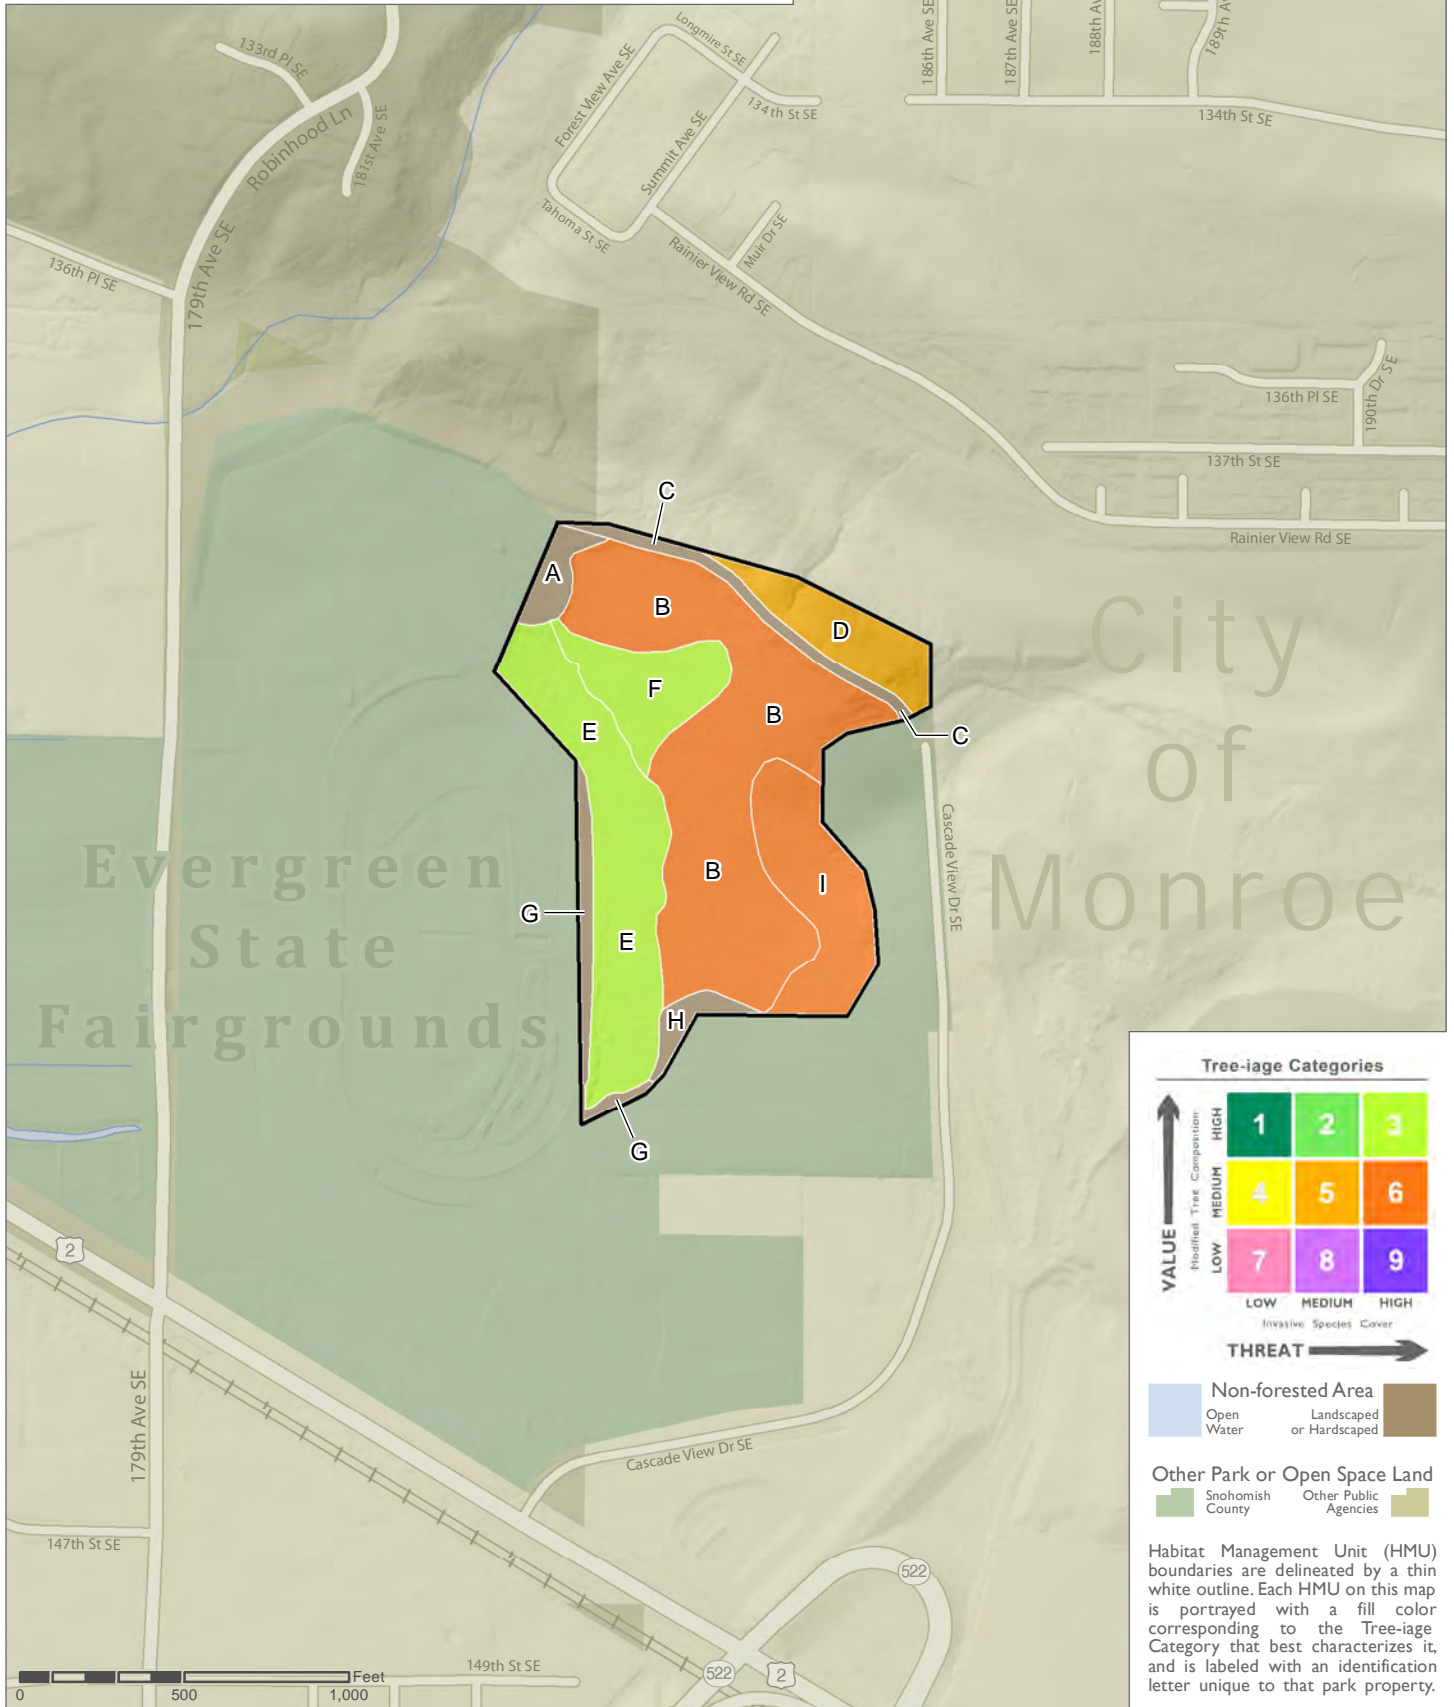 133rd Pl SE
Robinhood Ln
181st Ave SE
179th Ave SE
136th Pl SE
Longmire St SE
Forest View Ave SE
Summit Ave SE
134th St SE
Tahoma St SE
Rainier View Rd SE
Muir Dr SE
186th Ave SE
187th Ave SE
188th Av
189th A
134th St SE
136th Pl SE
190th Dr SE
137th St SE
Rainier View Rd SE
C
A
B
D
F
B
E
C
B
I
G
E
H
G
City
of
Monroe
Evergreen
State
Fairgrounds
Cascade View Dr SE
2
179th Ave SE
Cascade View Dr SE
147th St SE
149th St SE
522
522
2
Feet
0 500 1,000
Tree-iage Categories
VALUE
Modified Tree Composition
HIGH
MEDIUM
LOW
1 2 3
4 5 6
7 8 9
LOW MEDIUM HIGH
Invasive Species Cover
THREAT
Non-forested Area
Open
Water
Landscaped
or Hardscaped
Other Park or Open Space Land
Snohomish
County
Other Public
Agencies
Habitat Management Unit (HMU)
boundaries are delineated by a thin
white outline. Each HMU on this map
is portrayed with a fill color
corresponding to the Tree-iage
Category that best characterizes it,
and is labeled with an identification
letter unique to that park property.